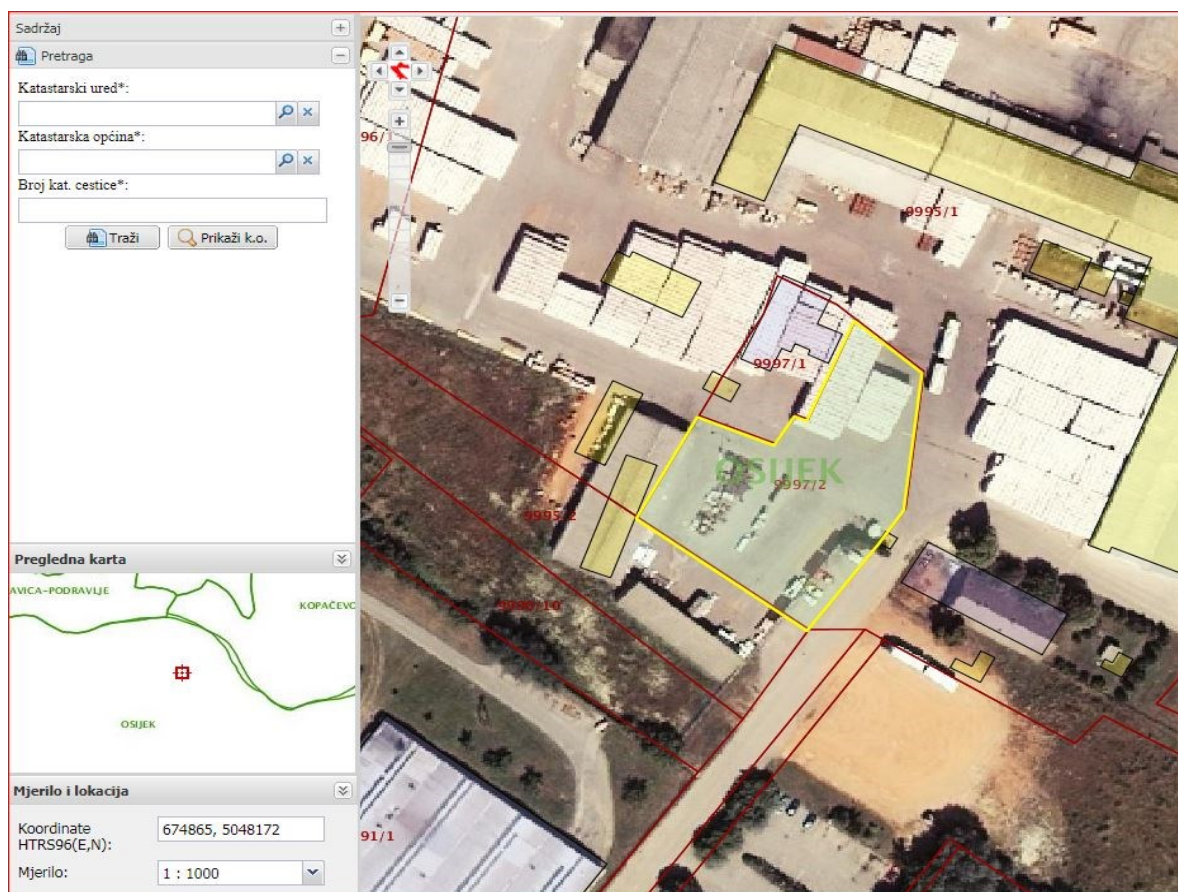 Sadržaj
Pretraga
Katastarski ured*:
Katastarska općina*:
Broj kat. cestice*:
Traži
Prikaži k.o.
Pregledna karta
AVICA-PODRAVLJE
KOPAČEVO
OSIJEK
Mjerilo i lokacija
Koordinate
HTRS96(E,N):
674865, 5048172
Mjerilo:
1 : 1000
96/1
9995/1
9997/1
OSIJEK
9997/2
9995/2
91/1